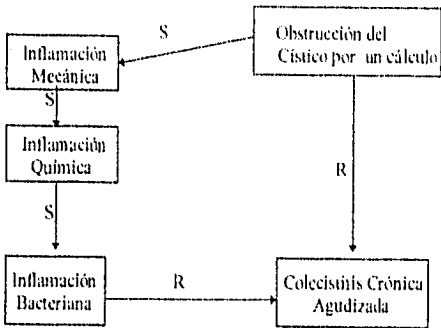 S
Obstrucción del
Cístico por un cálculo
Inflamación
Mecánica
S
Inflamación
Química
R
S
Inflamación
Bacteriana
R
Colecistitis Crónica
Agudizada